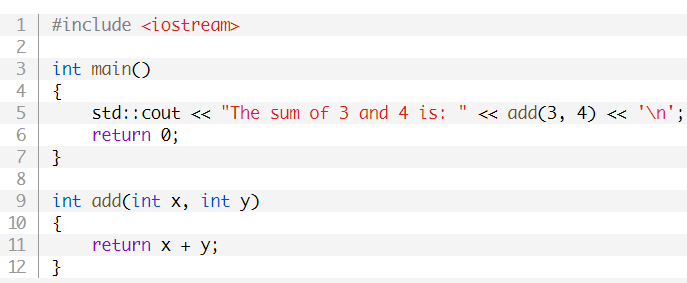 1 #include <iostream>
2
3 int main()
4 {
5     std::cout << "The sum of 3 and 4 is: " << add(3, 4) << '\n';
6     return 0;
7 }
8
9 int add(int x, int y)
10 {
11     return x + y;
12 }